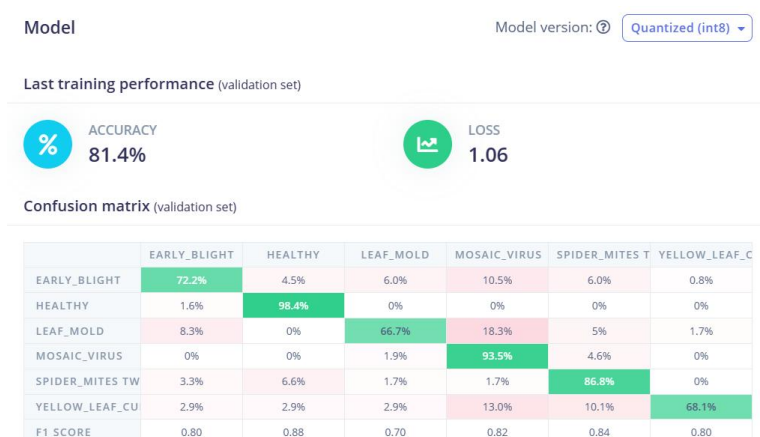 Model Model version: Quantized (int8)
Last training performance (validation set)
% ACCURACY LOSS
81.4% 1.06
Confusion matrix (validation set)
EARLY_BLIGHT HEALTHY LEAF_MOLD MOSAIC_VIRUS SPIDER_MITES T YELLOW_LEAF_C
EARLY_BLIGHT 72.2% 4.5% 6.0% 10.5% 6.0% 0.8%
HEALTHY 1.6% 98.4% 0% 0% 0% 0%
LEAF_MOLD 8.3% 0% 66.7% 18.3% 5% 1.7%
MOSAIC_VIRUS 0% 0% 1.9% 93.5% 4.6% 0%
SPIDER_MITES TW 3.3% 6.6% 1.7% 1.7% 86.8% 0%
YELLOW_LEAF_CU 2.9% 2.9% 2.9% 13.0% 10.1% 68.1%
F1 SCORE 0.80 0.88 0.70 0.82 0.84 0.80